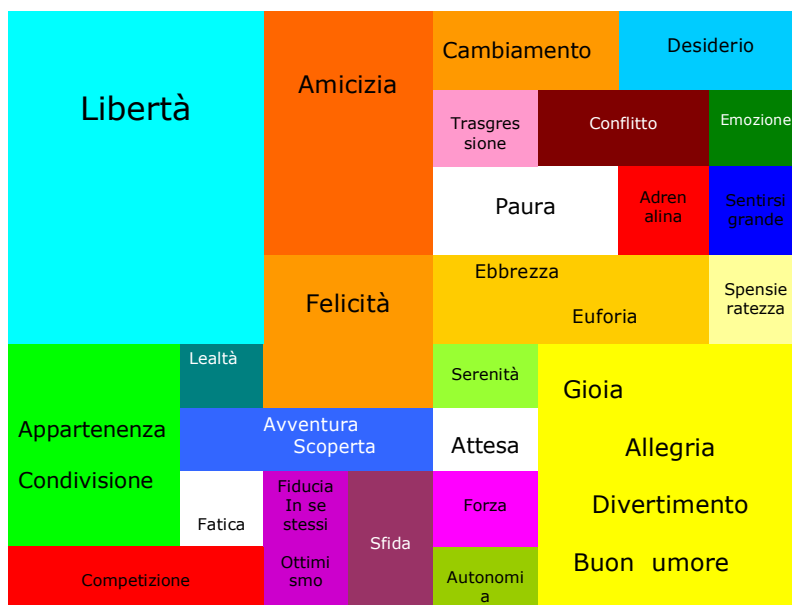 Libertà
Amicizia
Cambiamento
Desiderio
Trasgres
sione
Conflitto
Emozione
Paura
Adren
alina
Sentirsi
grande
Felicità
Ebbrezza
Euforia
Spensie
ratezza
Appartenenza
Condivisione
Lealtà
Serenità
Gioia
Allegria
Divertimento
Buon umore
Avventura
Scoperta
Attesa
Fatica
Fiducia
In se
stessi
Ottimi
smo
Sfida
Forza
Competizione
Autonomi
a